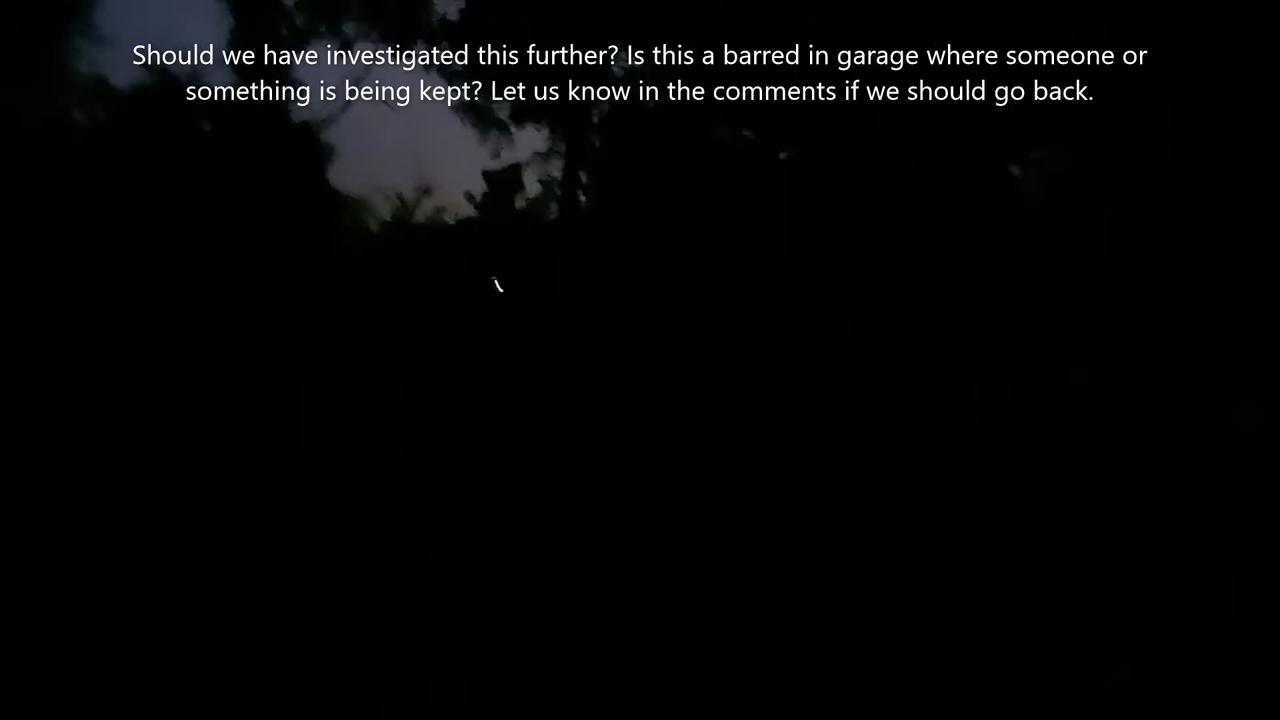 Should we have investigated this further? Is this a barred in garage where someone or
something is being kept? Let us know in the comments if we should go back.